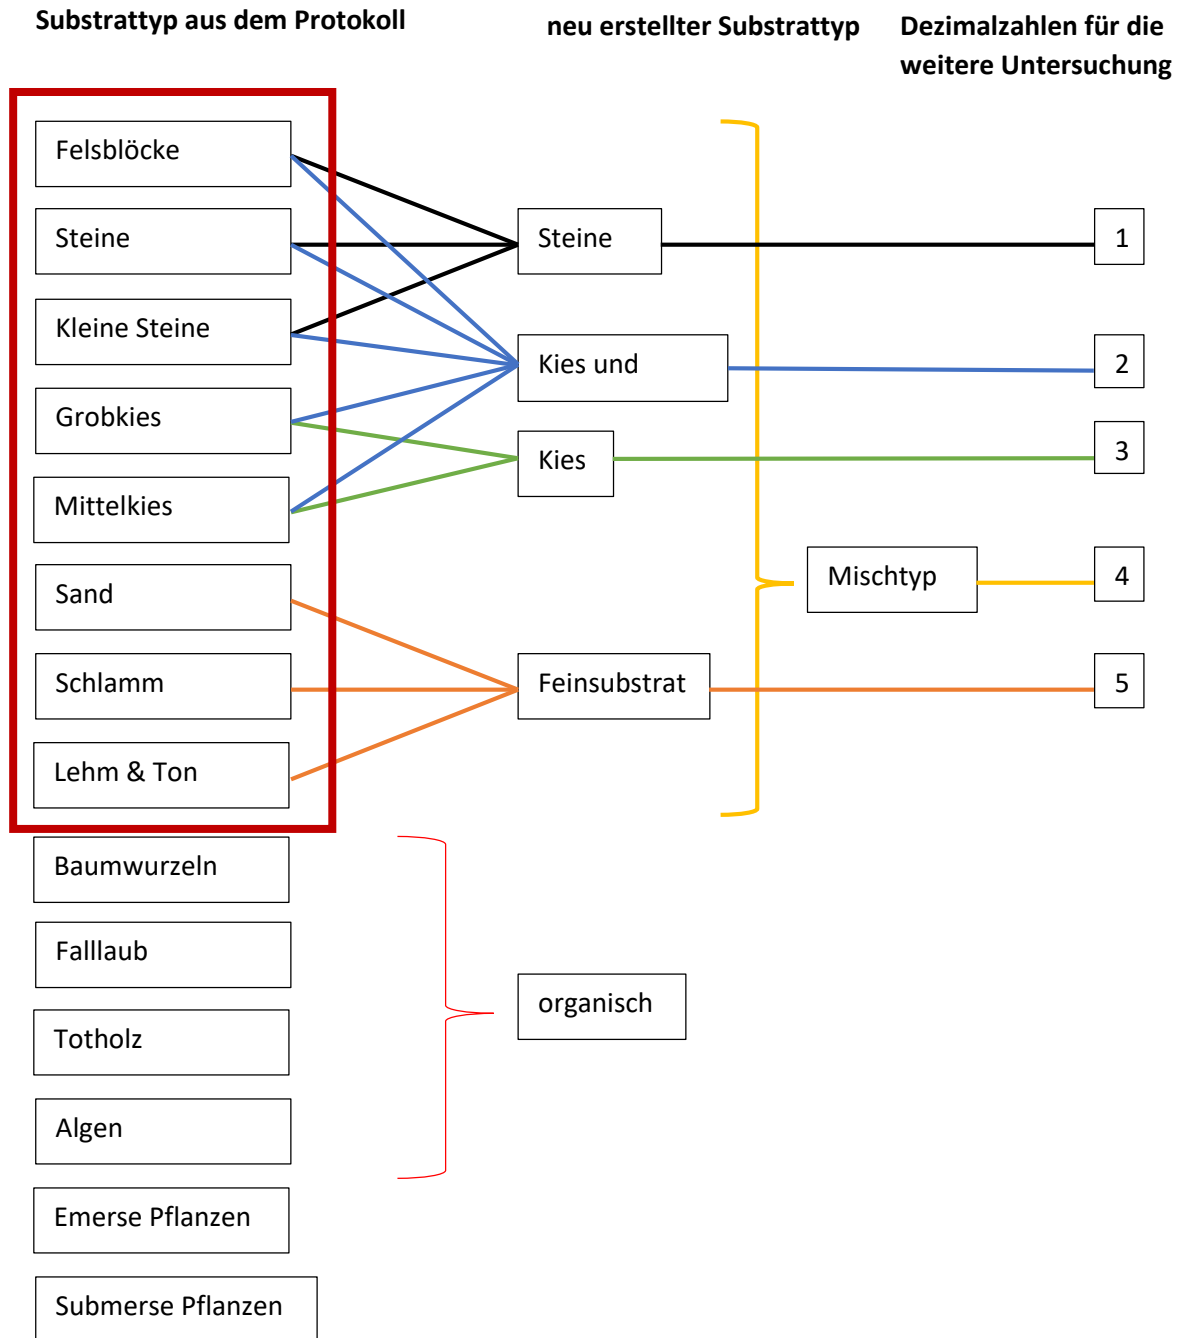 Substrattyp aus dem Protokoll
neu erstellter Substrattyp
Dezimalzahlen für die
weitere Untersuchung
Felsblöcke
Steine
Kleine Steine
Grobkies
Mittelkies
Sand
Schlamm
Lehm & Ton
Baumwurzeln
Falllaub
Totholz
Algen
Emerse Pflanzen
Submerse Pflanzen
Steine
Kies und
Kies
Feinsubstrat
organisch
Mischtyp
1
2
3
4
5